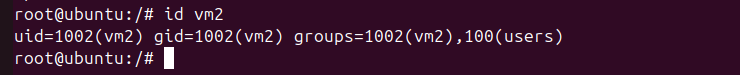 root@ubuntu:/# id vm2
uid=1002(vm2) gid=1002(vm2) groups=1002(vm2),100(users)
root@ubuntu:/#